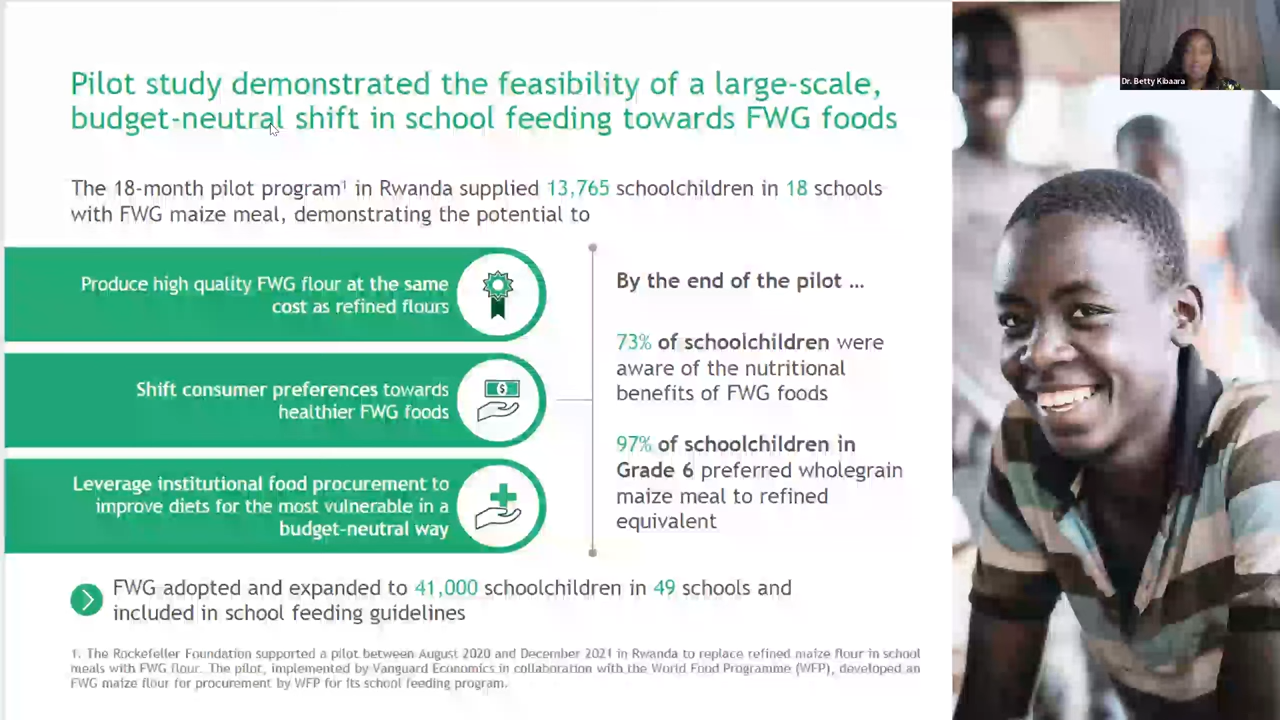 Dr. Betty Kibaara
Pilot study demonstrated the feasibility of a large-scale,
budget-neutral shift in school feeding towards FWG foods
The 18-month pilot program¹ in Rwanda supplied 13,765 schoolchildren in 18 schools
with FWG maize meal, demonstrating the potential to
Produce high quality FWG flour at the same
cost as refined flours
Shift consumer preferences towards
healthier FWG foods
Leverage institutional food procurement to
improve diets for the most vulnerable in a
budget-neutral way
By the end of the pilot ...
73% of schoolchildren were
aware of the nutritional
benefits of FWG foods
97% of schoolchildren in
Grade 6 preferred wholegrain
maize meal to refined
equivalent
FWG adopted and expanded to 41,000 schoolchildren in 49 schools and
included in school feeding guidelines
1. The Rockefeller Foundation supported a pilot between August 2020 and December 2021 in Rwanda to replace refined maize flour in school
meals with FWG flour. The pilot, implemented by Vanguard Economics in collaboration with the World Food Programme (WFP), developed an
FWG maize flour for procurement by WFP for its school feeding program.